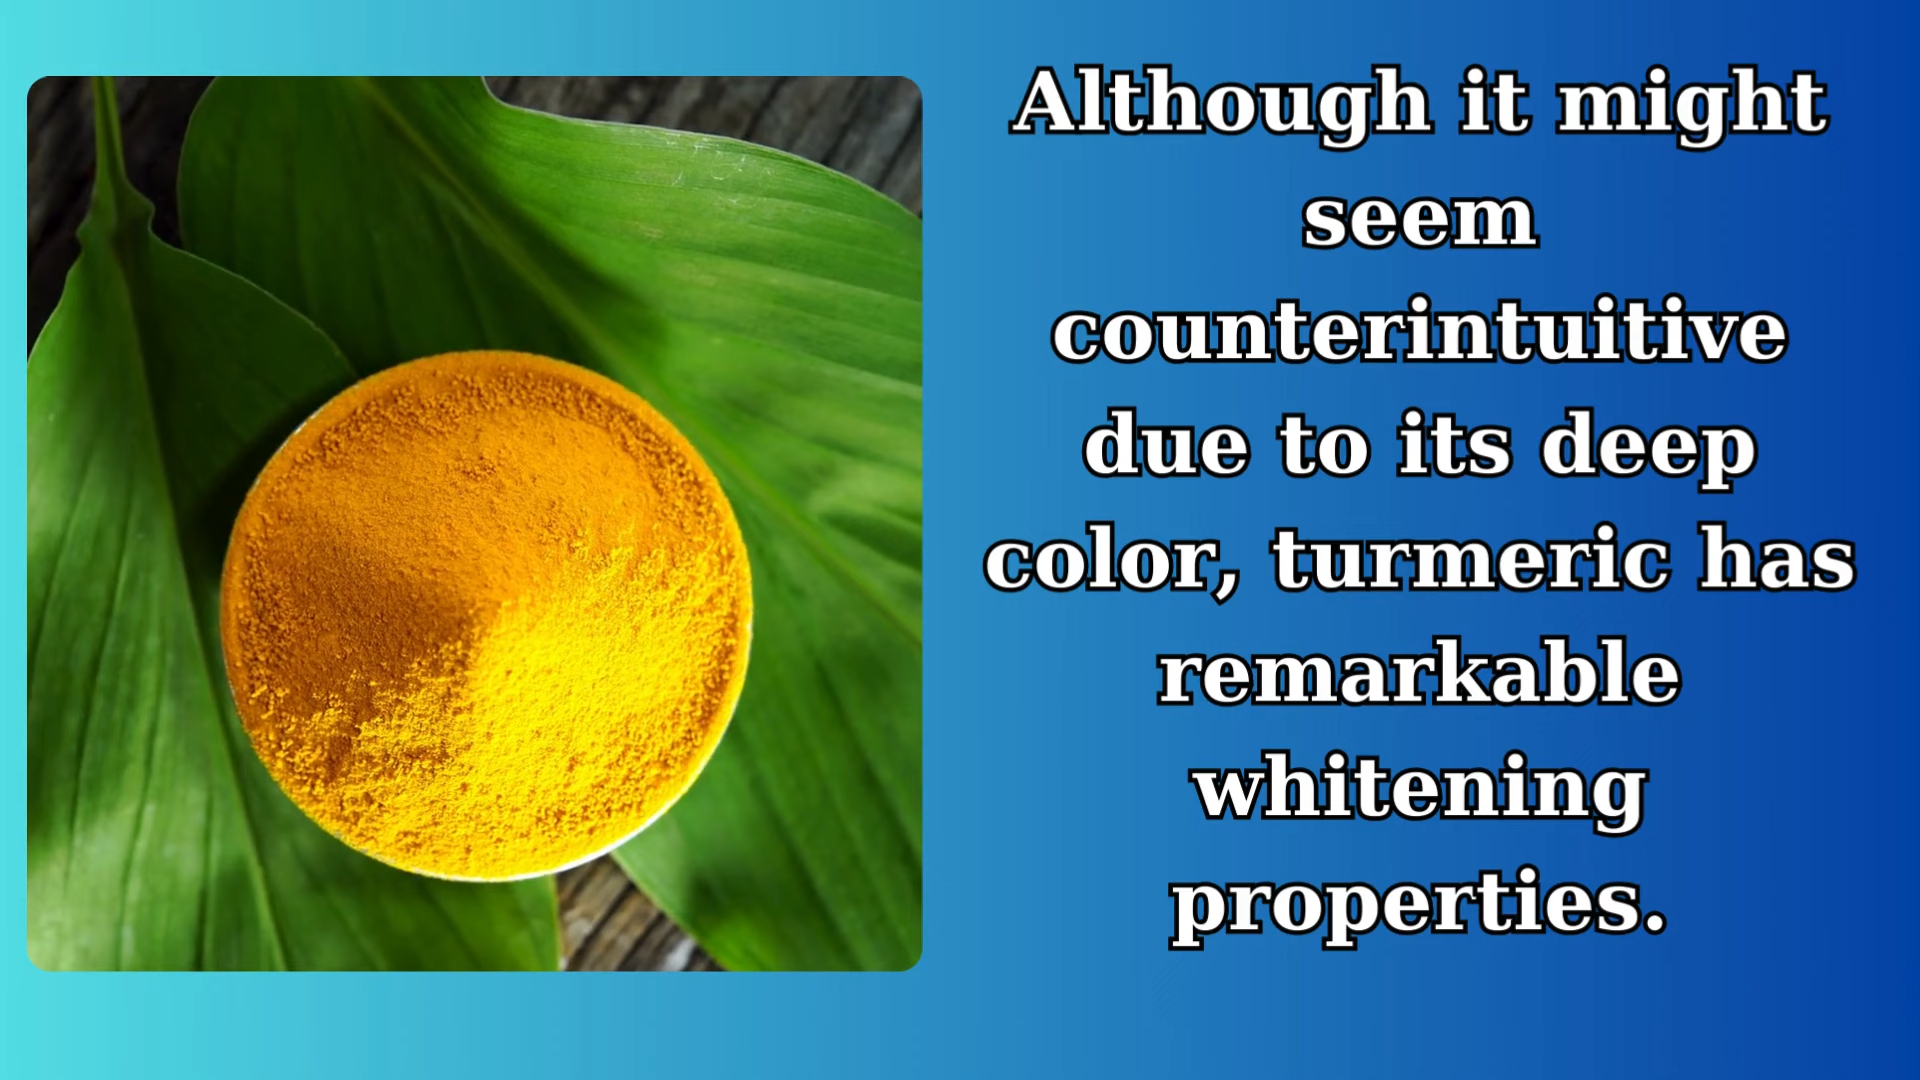 Although it might
seem
counterintuitive
due to its deep
color, turmeric has
remarkable
whitening
properties.